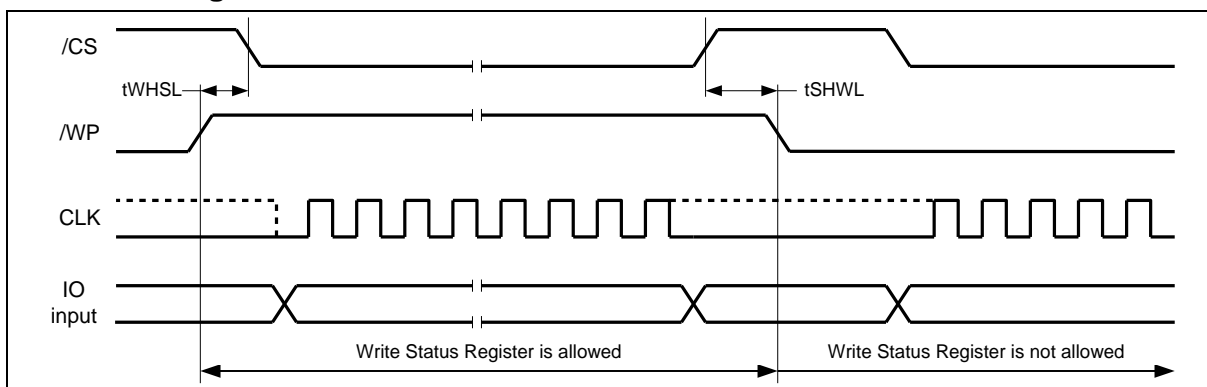 /CS
tWHSL
tSHWL
/WP
CLK
IO
input
Write Status Register is allowed
Write Status Register is not allowed